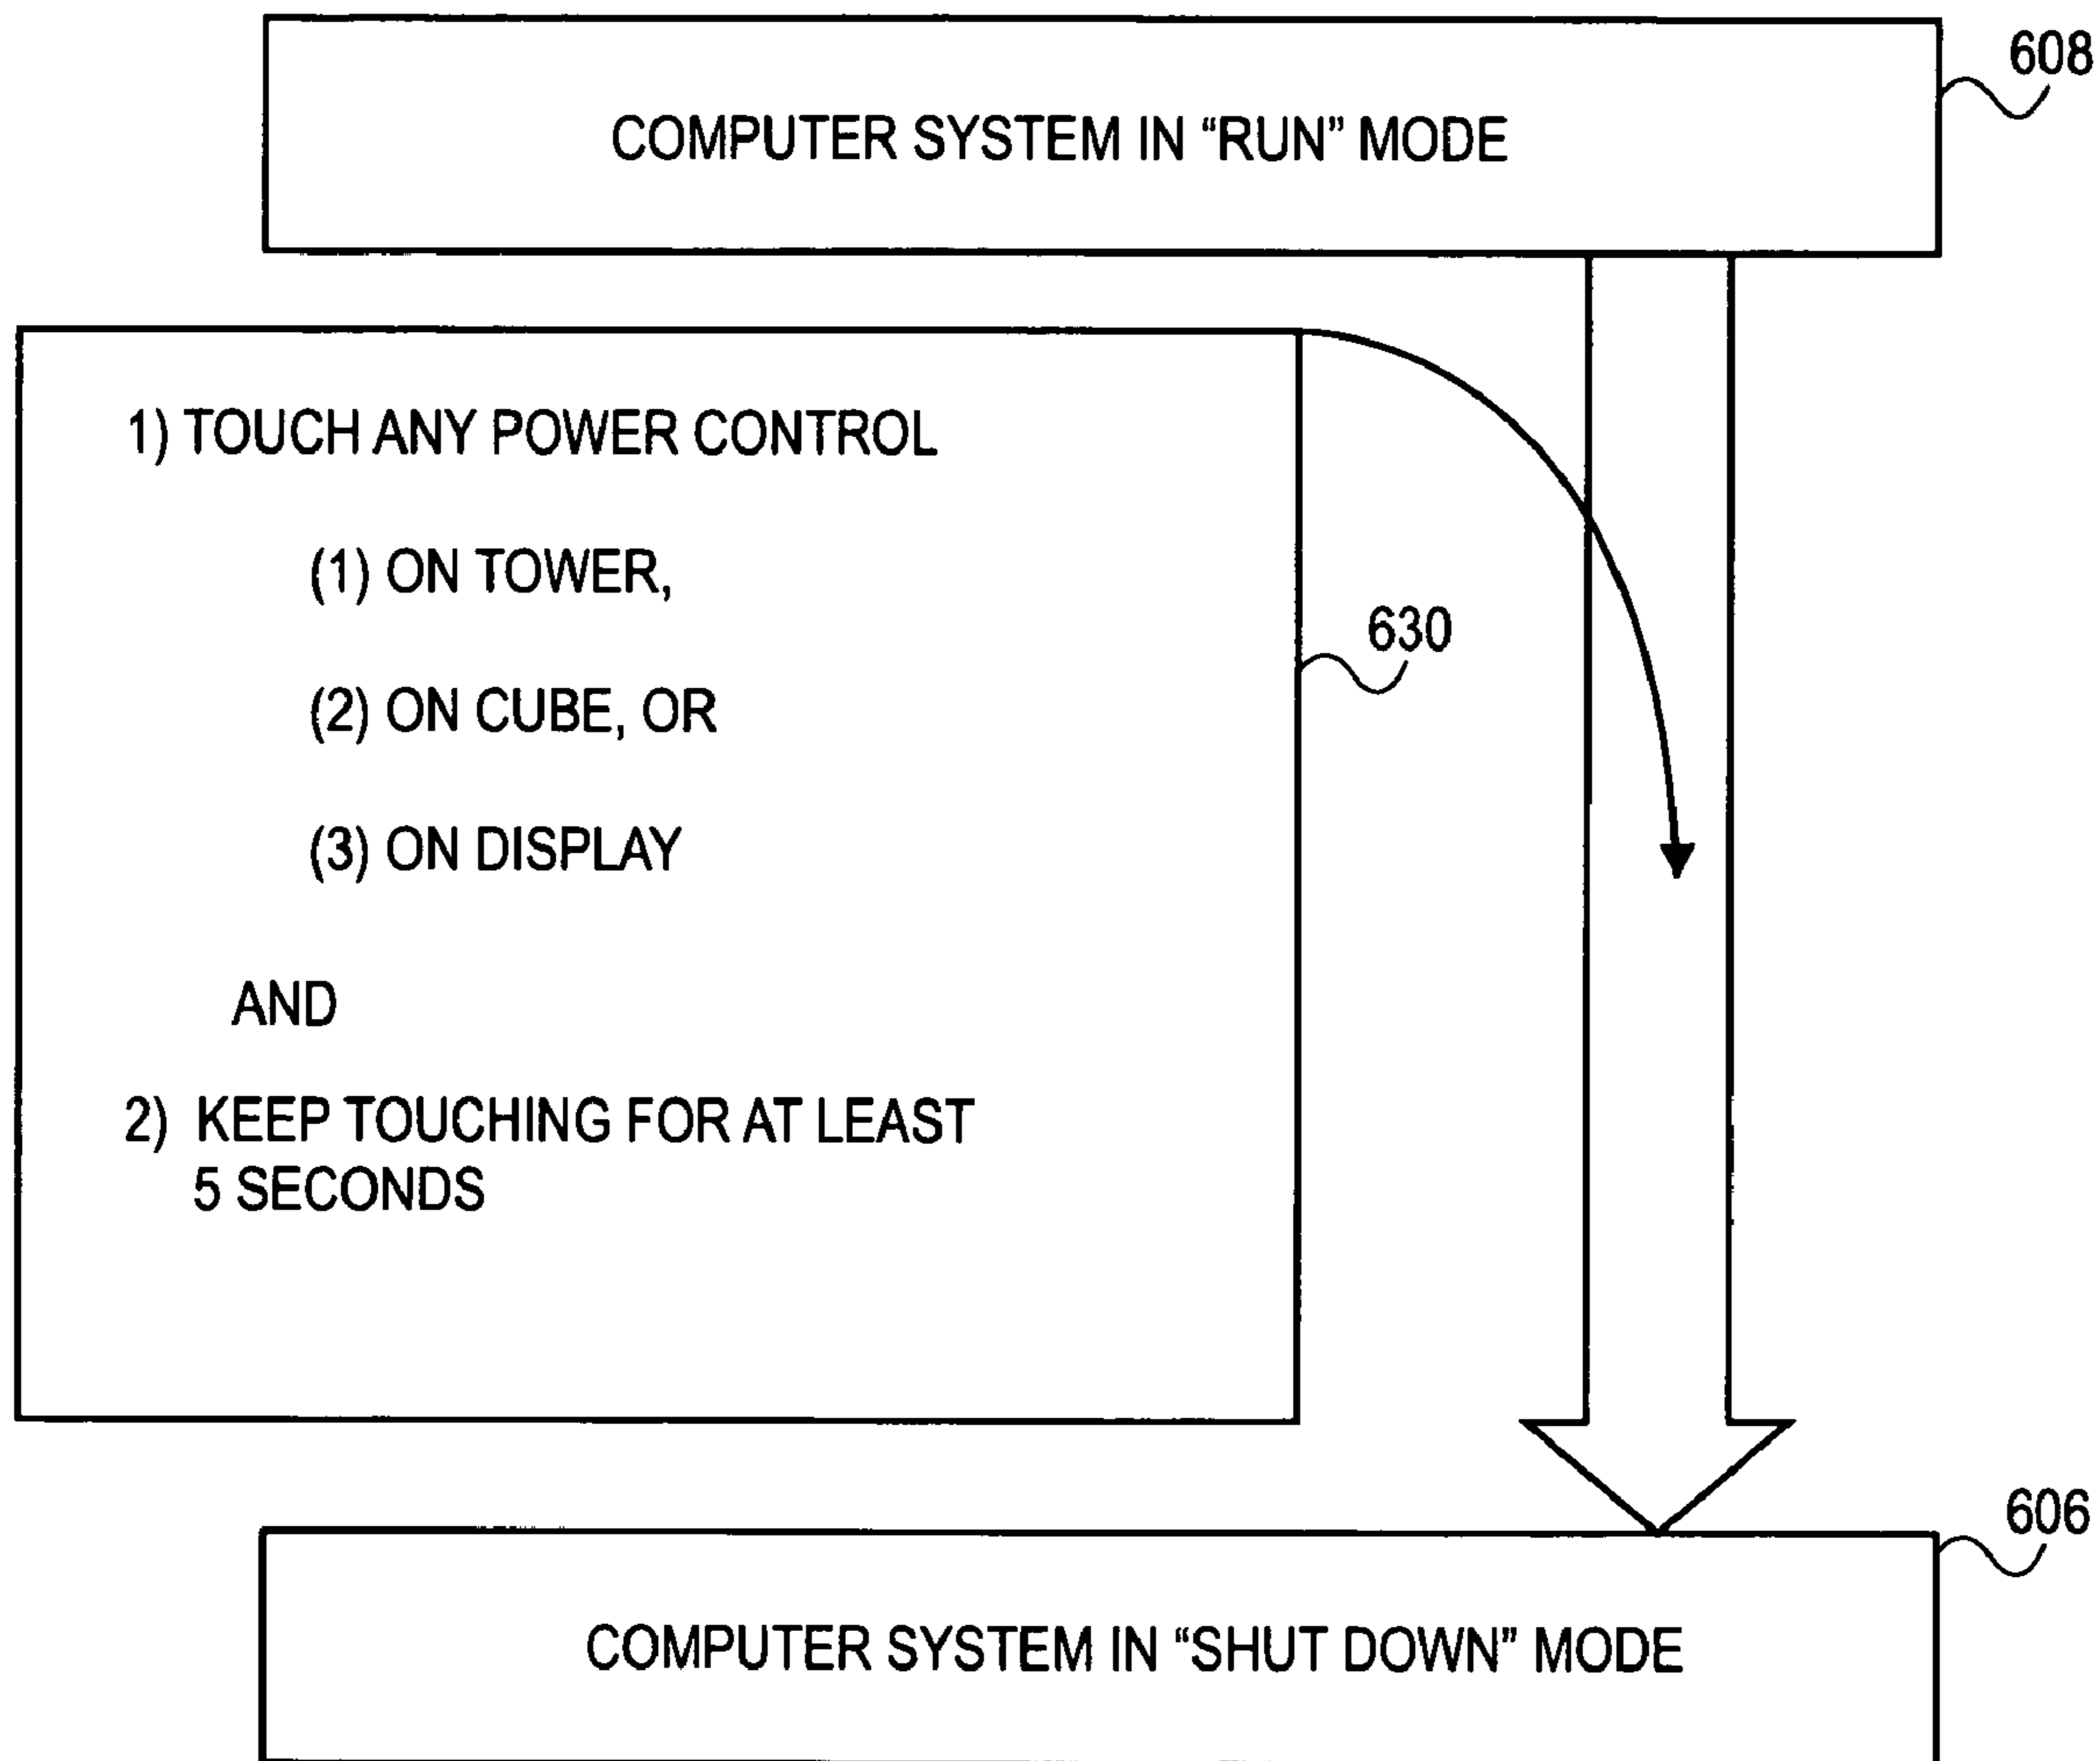 608
COMPUTER SYSTEM IN “RUN” MODE
1) TOUCH ANY POWER CONTROL
(1) ON TOWER,
630
(2) ON CUBE, OR
(3) ON DISPLAY
AND
2) KEEP TOUCHING FOR AT LEAST
5 SECONDS
606
COMPUTER SYSTEM IN “SHUT DOWN” MODE